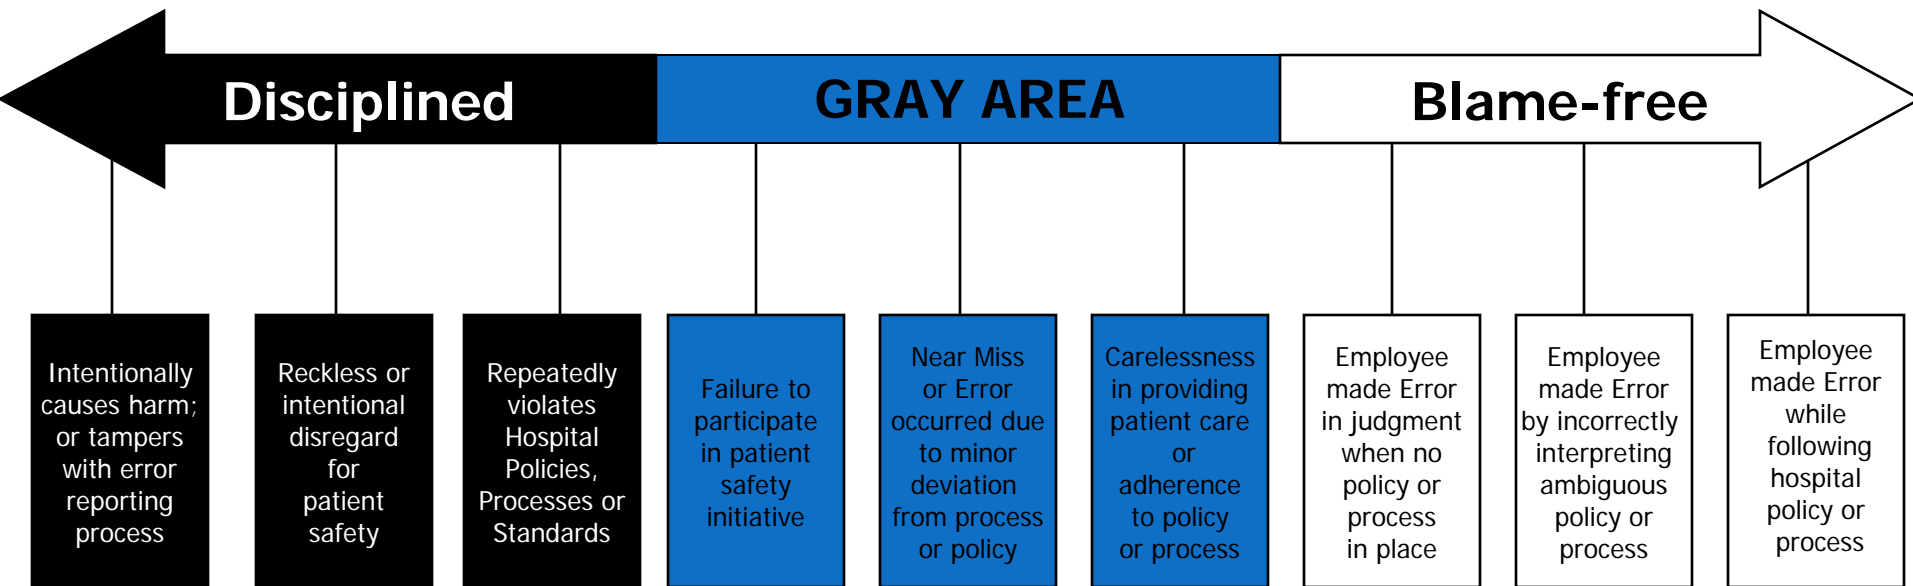 Disciplined
GRAY AREA
Blame-free
Intentionally
causes harm;
or tampers
with error
reporting
process
Reckless or
intentional
disregard
for
patient
safety
Repeatedly
violates
Hospital
Policies,
Processes or
Standards
Failure to
participate
in patient
safety
initiative
Near Miss
or Error
occurred due
to minor
deviation
from process
or policy
Carelessness
in providing
patient care
or
adherence
to policy
or process
Employee
made Error
in judgment
when no
policy or
process
in place
Employee
made Error
by incorrectly
interpreting
ambiguous
policy or
process
Employee
made Error
while
following
hospital
policy or
process